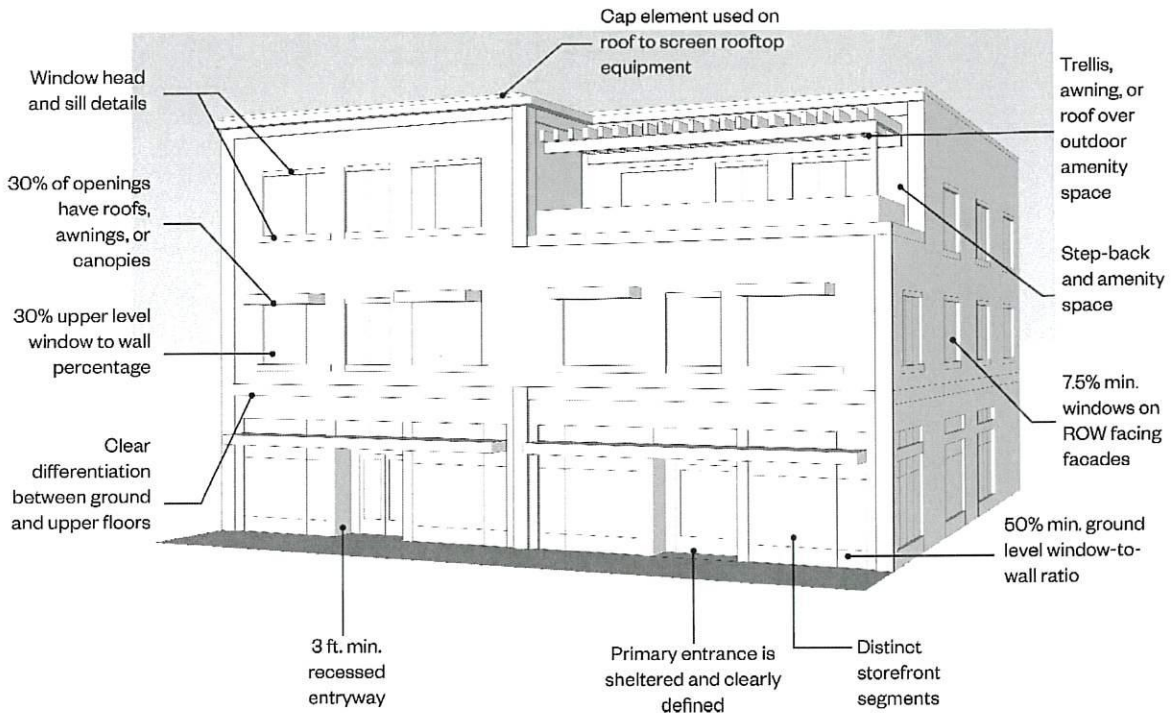 Cap element used on
roof to screen rooftop
equipment
Window head
and sill details
30% of openings
have roofs,
awnings, or
canopies
30% upper level
window to wall
percentage
Clear
differentiation
between ground
and upper floors
3 ft. min.
recessed
entryway
Primary entrance is
sheltered and clearly
defined
Distinct
storefront
segments
Trellis,
awning, or
roof over
outdoor
amenity
space
Step-back
and amenity
space
7.5% min.
windows on
ROW facing
facades
50% min. ground
level window-to-
wall ratio